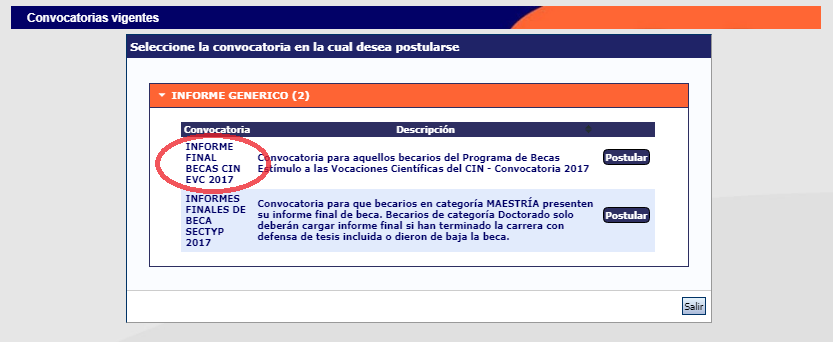 Convocatorias vigentes
Seleccione la convocatoria en la cual desea postularse
INFORME GENERICO (2)
Convocatoria Descripción
INFORME
FINAL
BECAS CIN
EVC 2017
Convocatoria para aquellos becarios del Programa de Becas
Estímulo a las Vocaciones Científicas del CIN - Convocatoria 2017
Postular
INFORMES
FINALES DE
BECA
SECTYP
2017
Convocatoria para que becarios en categoría MAESTRÍA presenten
su informe final de beca. Becarios de categoría Doctorado solo
deberán cargar informe final si han terminado la carrera con
defensa de tesis incluida o dieron de baja la beca.
Postular
Salir